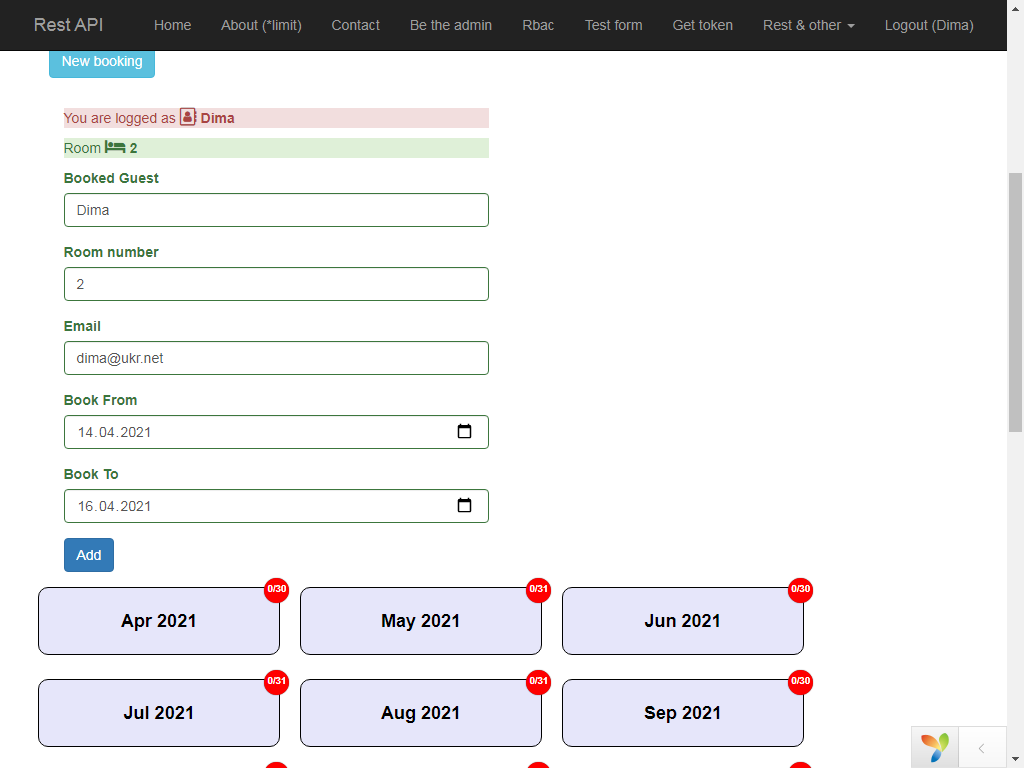 Rest API Home About (*limit) Contact Be the admin Rbac Test form Get token Rest & other Logout (Dima)
New booking
You are logged as Dima
Room 2
Booked Guest
Dima
Room number
2
Email
dima@ukr.net
Book From
14.04.2021
Book To
16.04.2021
Add
0/30 0/31 0/30
Apr 2021 May 2021 Jun 2021
0/31 0/31 0/30
Jul 2021 Aug 2021 Sep 2021